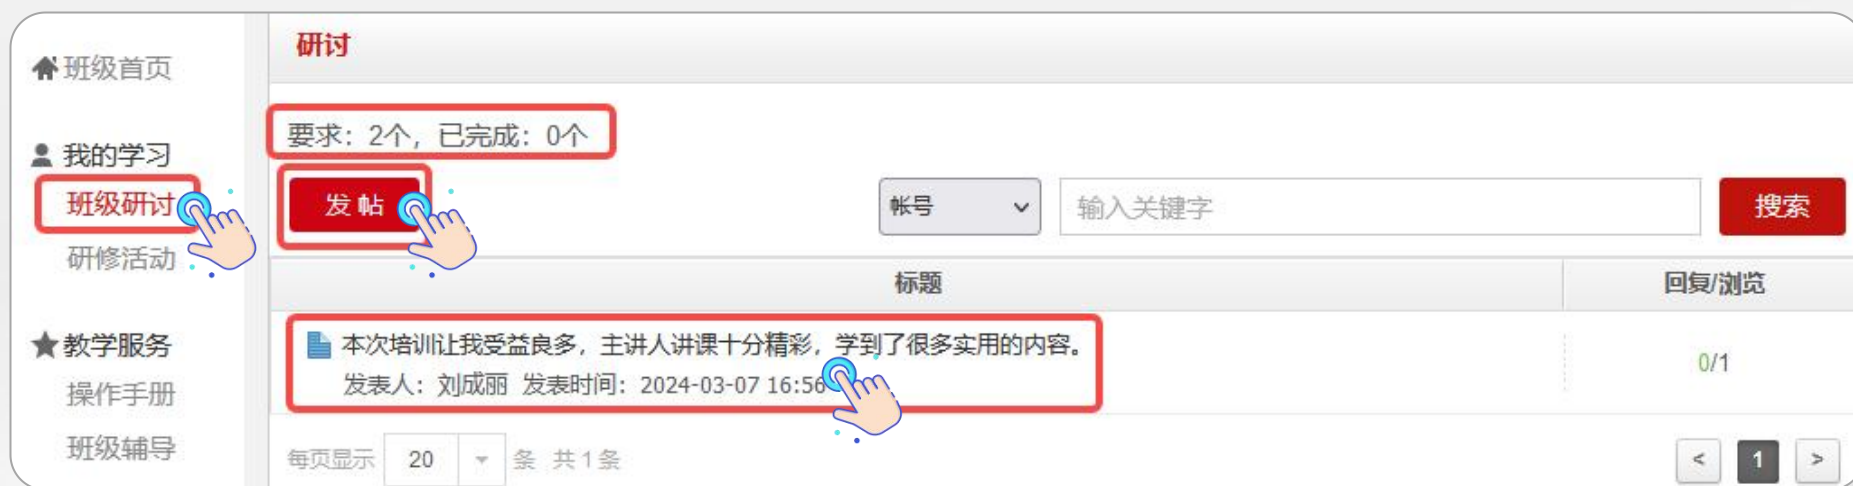 班级首页
我的学习
班级研讨
研修活动
教学服务
操作手册
班级辅导
研讨
要求：2个，已完成：0个
发帖
帐号
输入关键字
搜索
标题
回复/浏览
本次培训让我受益良多，主讲人讲课十分精彩，学到了很多实用的内容。
发表人：刘成丽 发表时间：2024-03-07 16:56
0/1
每页显示 20 条 共1条
< 1 >